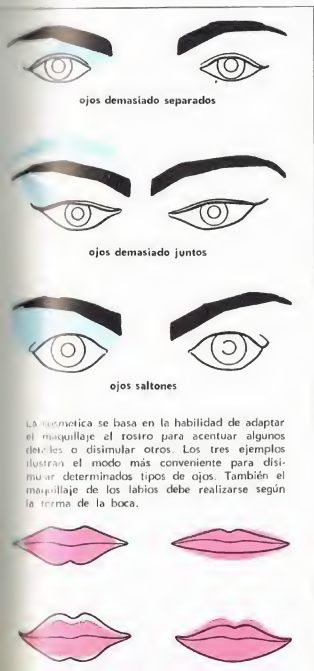 ojos demasiado separados
ojos demasiado juntos
ojos saltones
La cosmetica se basa en la habilidad de adaptar
el maquillaje al rostro para acentuar algunos
detalles o disimular otros. Los tres ejemplos
ilustran el modo más conveniente para disi-
mular determinados tipos de ojos. También el
maquillaje de los labios debe realizarse según
la forma de la boca.